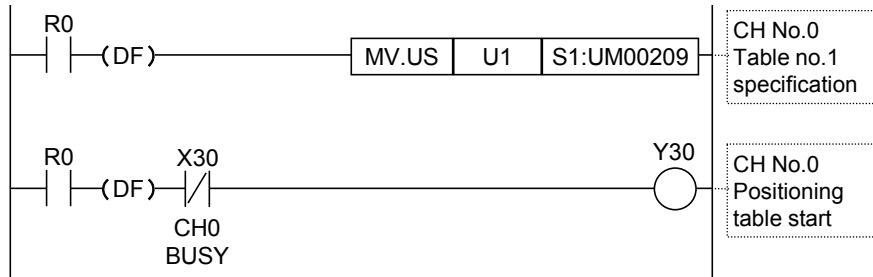 R0
(DF)
MV.US U1 S1:UM00209
CH No.0
Table no.1
specification
R0
(DF)
X30
CH0
BUSY
Y30
CH No.0
Positioning
table start